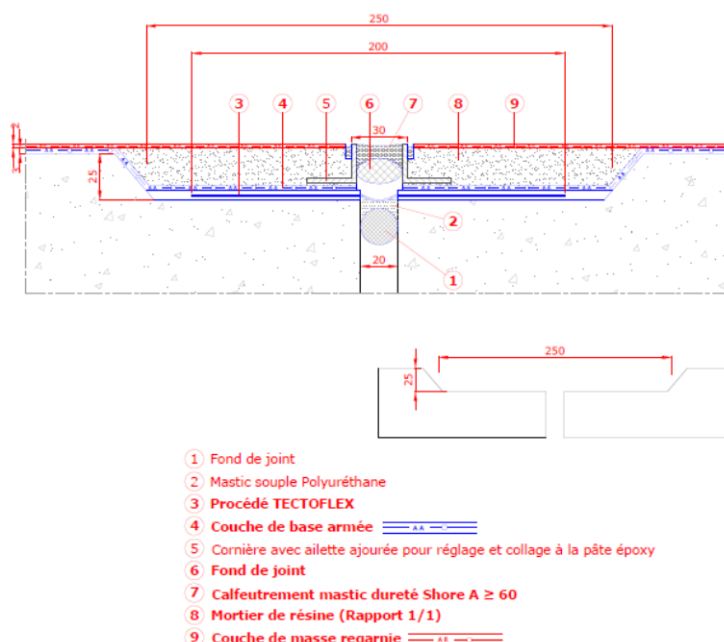 250
200
3 4 5 6 7 8 9
30
2
3
25
2
20
1
250
25
1 Fond de joint
2 Mastic souple Polyuréthane
3 Procédé TECTOFLEX
4 Couche de base armée
5 Cornière avec ailette ajourée pour réglage et collage à la pâte époxy
6 Fond de joint
7 Calfeutrement mastic dureté Shore A ≥ 60
8 Mortier de résine (Rapport 1/1)
9 Couche de masse regarnie